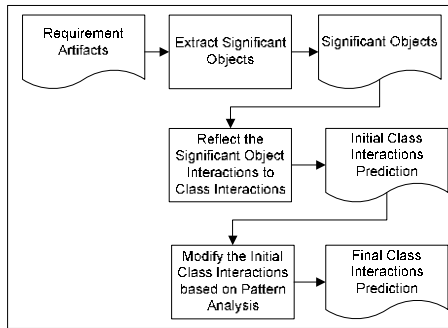 Requirement
Artifacts
Extract Significant
Objects
Significant Objects
Reflect the
Significant Object
Interactions to
Class Interactions
Initial Class
Interactions
Prediction
Modify the Initial
Class Interactions
based on Pattern
Analysis
Final Class
Interactions
Prediction